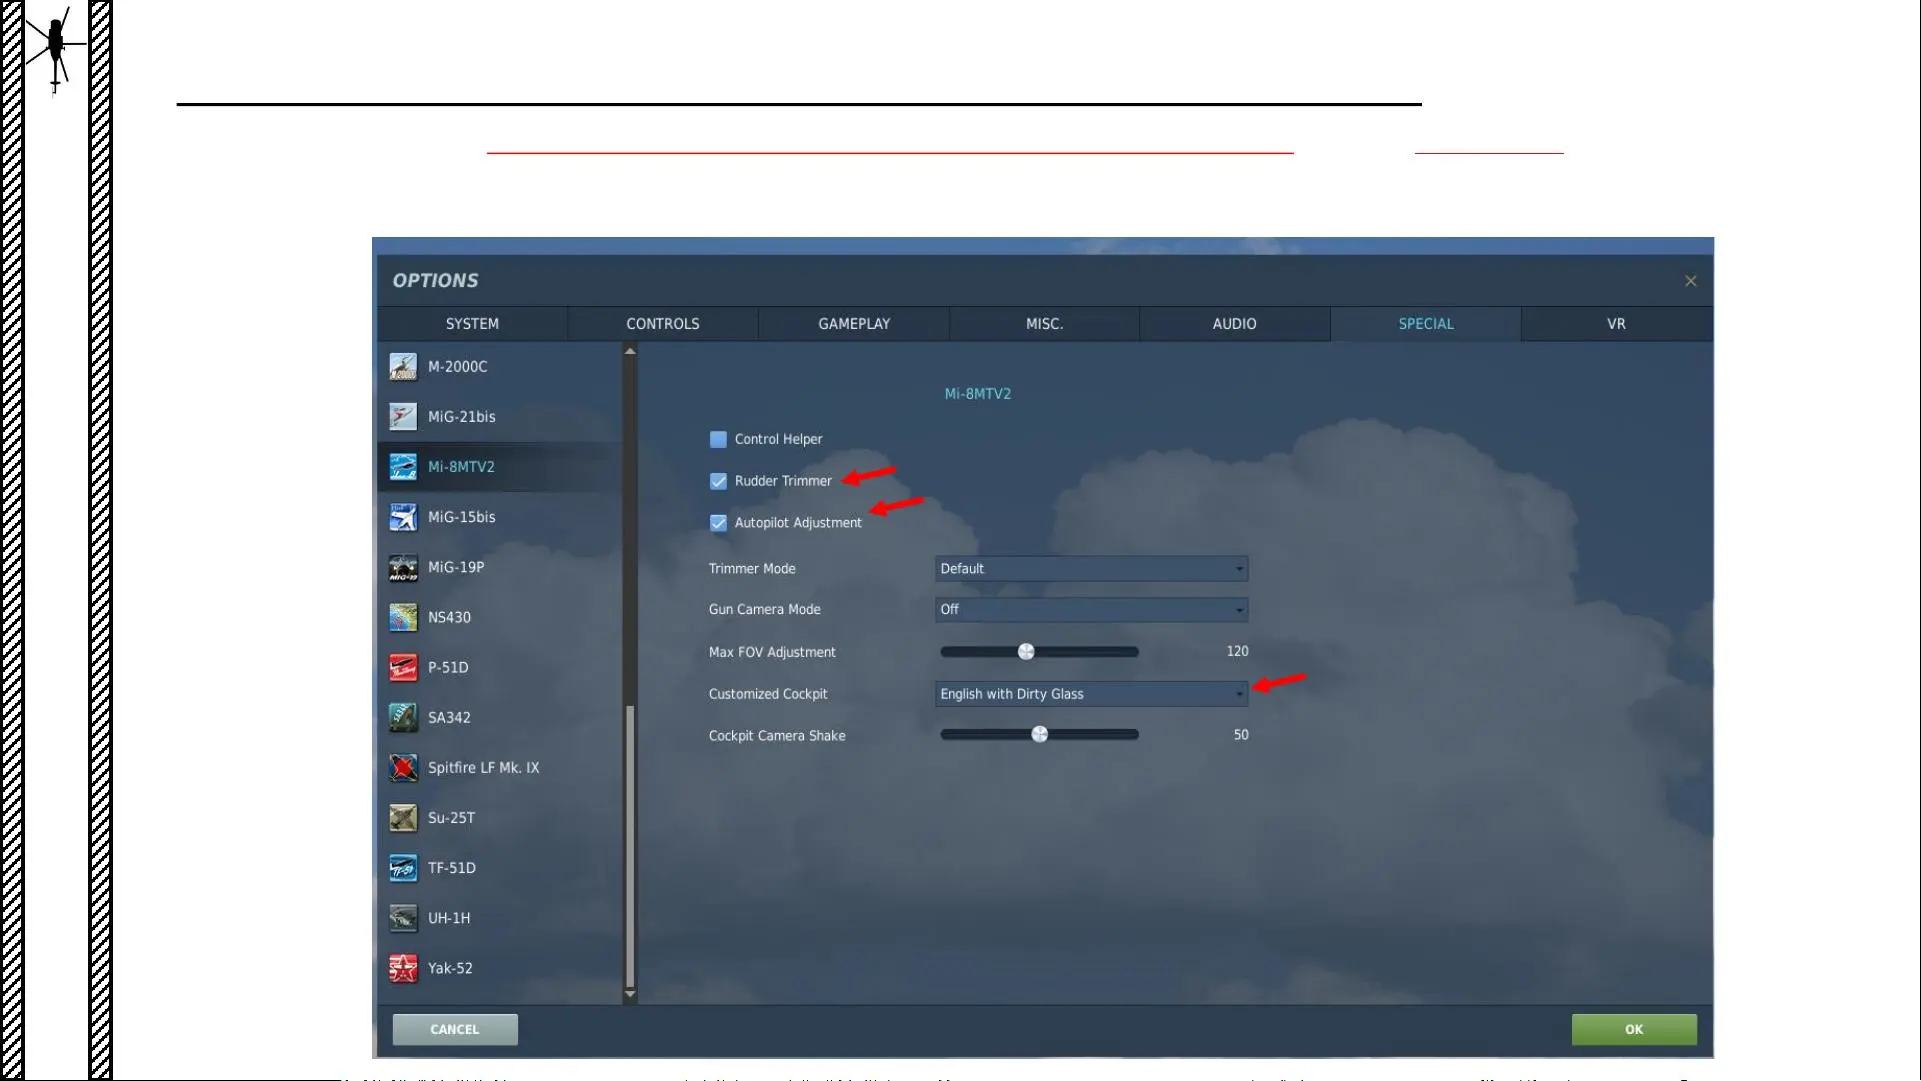 OPTIONS
SYSTEM CONTROLS GAMEPLAY MISC. AUDIO SPECIAL VR
M-2000C
MiG-21bis
Mi-8MTV2
MiG-15bis
MiG-19P
NS430
P-51D
SA342
Spitfire LF Mk. IX
Su-25T
TF-51D
UH-1H
Yak-52
Mi-8MTV2
Control Helper
Rudder Trimmer
Autopilot Adjustment
Trimmer Mode Default
Gun Camera Mode Off
Max FOV Adjustment 120
Customized Cockpit English with Dirty Glass
Cockpit Camera Shake 50
CANCEL OK